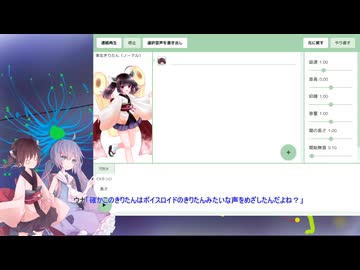 連続再生
停止
選択音声を書き出し
元に戻す
やり直す
東北きりたん（ノーマル）
話速 1.00
音高 0.00
抑揚 1.00
音量 1.00
間の長さ 1.00
開始無音 0.10
長さ
ウナ「確かこのきりたんはボイスロイドのきりたんみたいな声をめざしたんだよね？」